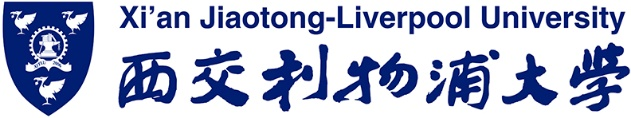 Xi'an Jiaotong-Liverpool University
西交利物浦大学